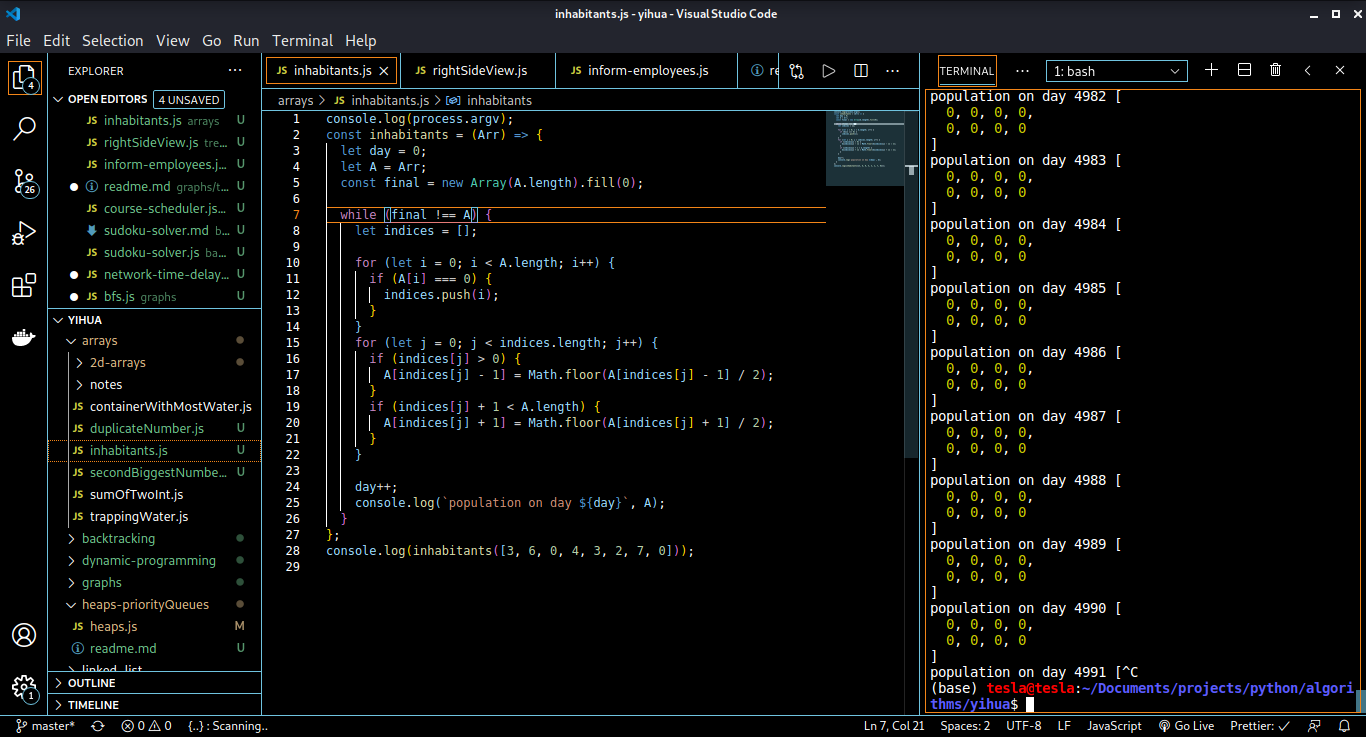 inhabitants.js - yihua - Visual Studio Code
File Edit Selection View Go Run Terminal Help
4
26
1
EXPLORER ...
OPEN EDITORS 4 UNSAVED
JS inhabitants.js arrays U
JS rightSideView.js tre... U
JS inform-employees.j... U
readme.md graphs/t... U
JS course-scheduler.js... U
sudoku-solver.md b... U
JS sudoku-solver.js ba... U
JS network-time-delay... U
JS bfs.js graphs U
YIHUA
arrays
2d-arrays
notes
JS containerWithMostWater.js
JS duplicateNumber.js U
JS inhabitants.js U
JS secondBiggestNumbe... U
JS sumOfTwoInt.js
JS trappingWater.js
backtracking
dynamic-programming
graphs
heaps-priorityQueues
JS heaps.js M
readme.md U
linked_list
OUTLINE
TIMELINE
JS inhabitants.js
JS rightSideView.js
JS inform-employees.js
re
...
arrays > JS inhabitants.js > inhabitants
1 console.log(process.argv);
2 const inhabitants = (Arr) => {
3 let day = 0;
4 let A = Arr;
5 const final = new Array(A.length).fill(0);
6
7 while (final !== A) {
8 let indices = [];
9
10 for (let i = 0; i < A.length; i++) {
11 if (A[i] === 0) {
12 indices.push(i);
13 }
14 }
15 for (let j = 0; j < indices.length; j++) {
16 if (indices[j] > 0) {
17 A[indices[j] - 1] = Math.floor(A[indices[j] - 1] / 2);
18 }
19 if (indices[j] + 1 < A.length) {
20 A[indices[j] + 1] = Math.floor(A[indices[j] + 1] / 2);
21 }
22 }
23
24 day++;
25 console.log(`population on day ${day}`, A);
26 }
27 };
28 console.log(inhabitants([3, 6, 0, 4, 3, 2, 7, 0]));
29
TERMINAL ... 1: bash
population on day 4982 [
0, 0, 0, 0,
0, 0, 0, 0
]
population on day 4983 [
0, 0, 0, 0,
0, 0, 0, 0
]
population on day 4984 [
0, 0, 0, 0,
0, 0, 0, 0
]
population on day 4985 [
0, 0, 0, 0,
0, 0, 0, 0
]
population on day 4986 [
0, 0, 0, 0,
0, 0, 0, 0
]
population on day 4987 [
0, 0, 0, 0,
0, 0, 0, 0
]
population on day 4988 [
0, 0, 0, 0,
0, 0, 0, 0
]
population on day 4989 [
0, 0, 0, 0,
0, 0, 0, 0
]
population on day 4990 [
0, 0, 0, 0,
0, 0, 0, 0
]
population on day 4991 [^C
(base) tesla@tesla:~/Documents/projects/python/algori
thms/yihua$
master* 0 0 {..} : Scanning.. Ln 7, Col 21 Spaces: 2 UTF-8 LF JavaScript Go Live Prettier: ✓